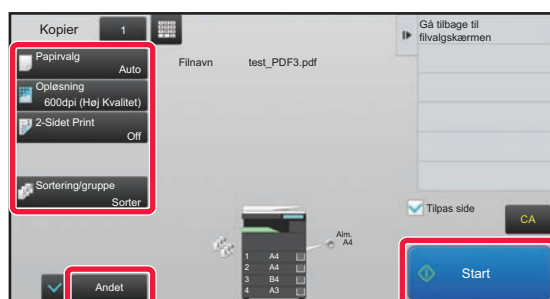 Kopier 1
Gå tilbage til
filvalgskærmen
Papirvalg
Auto
Filnavn test_PDF3.pdf
Opløsning
600dpi (Høj Kvalitet)
2-Sidet Print
Off
Sortering/gruppe
Sorter
Tilpas side
CA
Alm.
A4
1 A4
2 A4
3 B4
4 A3
Andet
Start